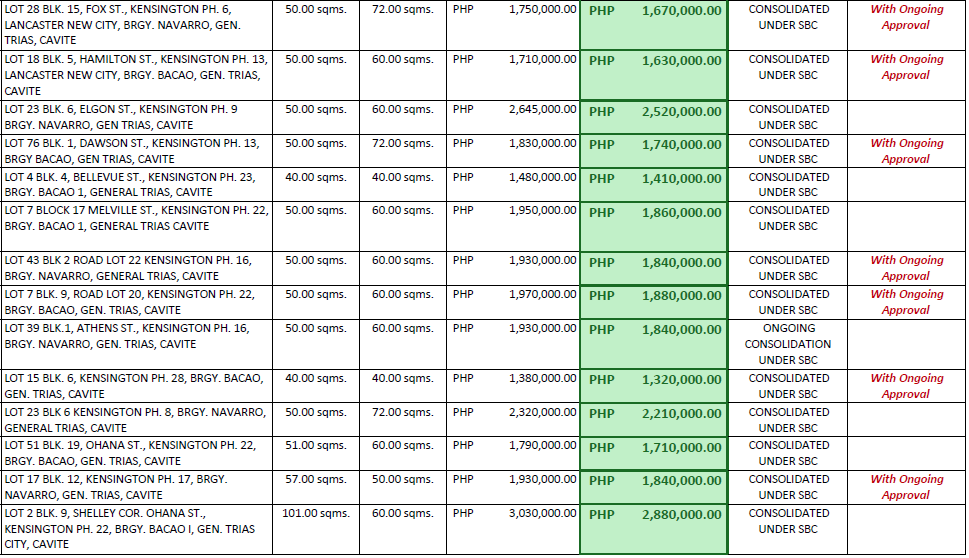 LOT 28 BLK. 15, FOX ST., KENSINGTON PH. 6, 50.00 sqms. 72.00 sqms. PHP 1,750,000.00 PHP 1,670,000.00 CONSOLIDATED With Ongoing
LANCASTER NEW CITY, BRGY. NAVARRO, GEN. UNDER SBC Approval
TRIAS, CAVITE
LOT 18 BLK. 5, HAMILTON ST., KENSINGTON PH. 13, 50.00 sqms. 60.00 sqms. PHP 1,710,000.00 PHP 1,630,000.00 CONSOLIDATED With Ongoing
LANCASTER NEW CITY, BRGY. BACAO, GEN. TRIAS, UNDER SBC Approval
CAVITE
LOT 23 BLK. 6, ELGON ST., KENSINGTON PH. 9 50.00 sqms. 60.00 sqms. PHP 2,645,000.00 PHP 2,520,000.00 CONSOLIDATED
BRGY. NAVARRO, GEN TRIAS, CAVITE UNDER SBC
LOT 76 BLK. 1, DAWSON ST., KENSINGTON PH. 13, 50.00 sqms. 72.00 sqms. PHP 1,830,000.00 PHP 1,740,000.00 CONSOLIDATED With Ongoing
BRGY BACAO, GEN TRIAS, CAVITE UNDER SBC Approval
LOT 4 BLK. 4, BELLEVUE ST., KENSINGTON PH. 23, 40.00 sqms. 40.00 sqms. PHP 1,480,000.00 PHP 1,410,000.00 CONSOLIDATED
BRGY. BACAO 1, GENERAL TRIAS, CAVITE UNDER SBC
LOT 7 BLOCK 17 MELVILLE ST., KENSINGTON PH. 22, 50.00 sqms. 60.00 sqms. PHP 1,950,000.00 PHP 1,860,000.00 CONSOLIDATED
BRGY. BACAO 1, GENERAL TRIAS CAVITE UNDER SBC
LOT 43 BLK 2 ROAD LOT 22 KENSINGTON PH. 16, 50.00 sqms. 60.00 sqms. PHP 1,930,000.00 PHP 1,840,000.00 CONSOLIDATED With Ongoing
BRGY. NAVARRO, GENERAL TRIAS, CAVITE UNDER SBC Approval
LOT 7 BLK. 9, ROAD LOT 20, KENSINGTON PH. 22, 50.00 sqms. 60.00 sqms. PHP 1,970,000.00 PHP 1,880,000.00 CONSOLIDATED With Ongoing
BRGY. BACAO, GEN. TRIAS, CAVITE UNDER SBC Approval
LOT 39 BLK.1, ATHENS ST., KENSINGTON PH. 16, 50.00 sqms. 60.00 sqms. PHP 1,930,000.00 PHP 1,840,000.00 ONGOING
BRGY. NAVARRO, GEN. TRIAS, CAVITE CONSOLIDATION
UNDER SBC
LOT 15 BLK. 6, KENSINGTON PH. 28, BRGY. BACAO, 40.00 sqms. 40.00 sqms. PHP 1,380,000.00 PHP 1,320,000.00 CONSOLIDATED With Ongoing
GEN. TRIAS, CAVITE UNDER SBC Approval
LOT 23 BLK 6 KENSINGTON PH. 8, BRGY. NAVARRO, 50.00 sqms. 72.00 sqms. PHP 2,320,000.00 PHP 2,210,000.00 CONSOLIDATED
GENERAL TRIAS, CAVITE UNDER SBC
LOT 51 BLK. 19, OHANA ST., KENSINGTON PH. 22, 51.00 sqms. 60.00 sqms. PHP 1,790,000.00 PHP 1,710,000.00 CONSOLIDATED
BRGY. BACAO, GEN. TRIAS, CAVITE UNDER SBC
LOT 17 BLK. 12, KENSINGTON PH. 17, BRGY. 57.00 sqms. 50.00 sqms. PHP 1,930,000.00 PHP 1,840,000.00 CONSOLIDATED With Ongoing
NAVARRO, GEN. TRIAS, CAVITE UNDER SBC Approval
LOT 2 BLK. 9, SHELLEY COR. OHANA ST., 101.00 sqms. 60.00 sqms. PHP 3,030,000.00 PHP 2,880,000.00 CONSOLIDATED
KENSINGTON PH. 22, BRGY. BACAO I, GEN. TRIAS UNDER SBC
CITY, CAVITE